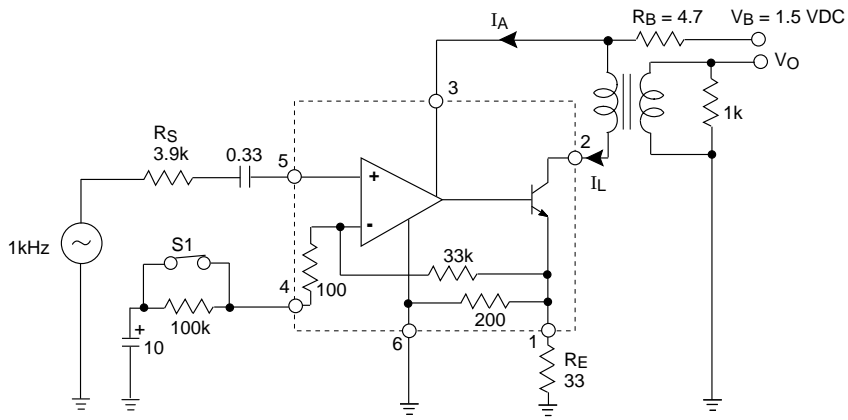 I_A
R_B = 4.7
V_B = 1.5 VDC
V_O
3
1k
R_S
3.9k
0.33
5
2
+
I_L
-
1kHz
S1
33k
4
100
100k
200
+
10
6
1
R_E
33